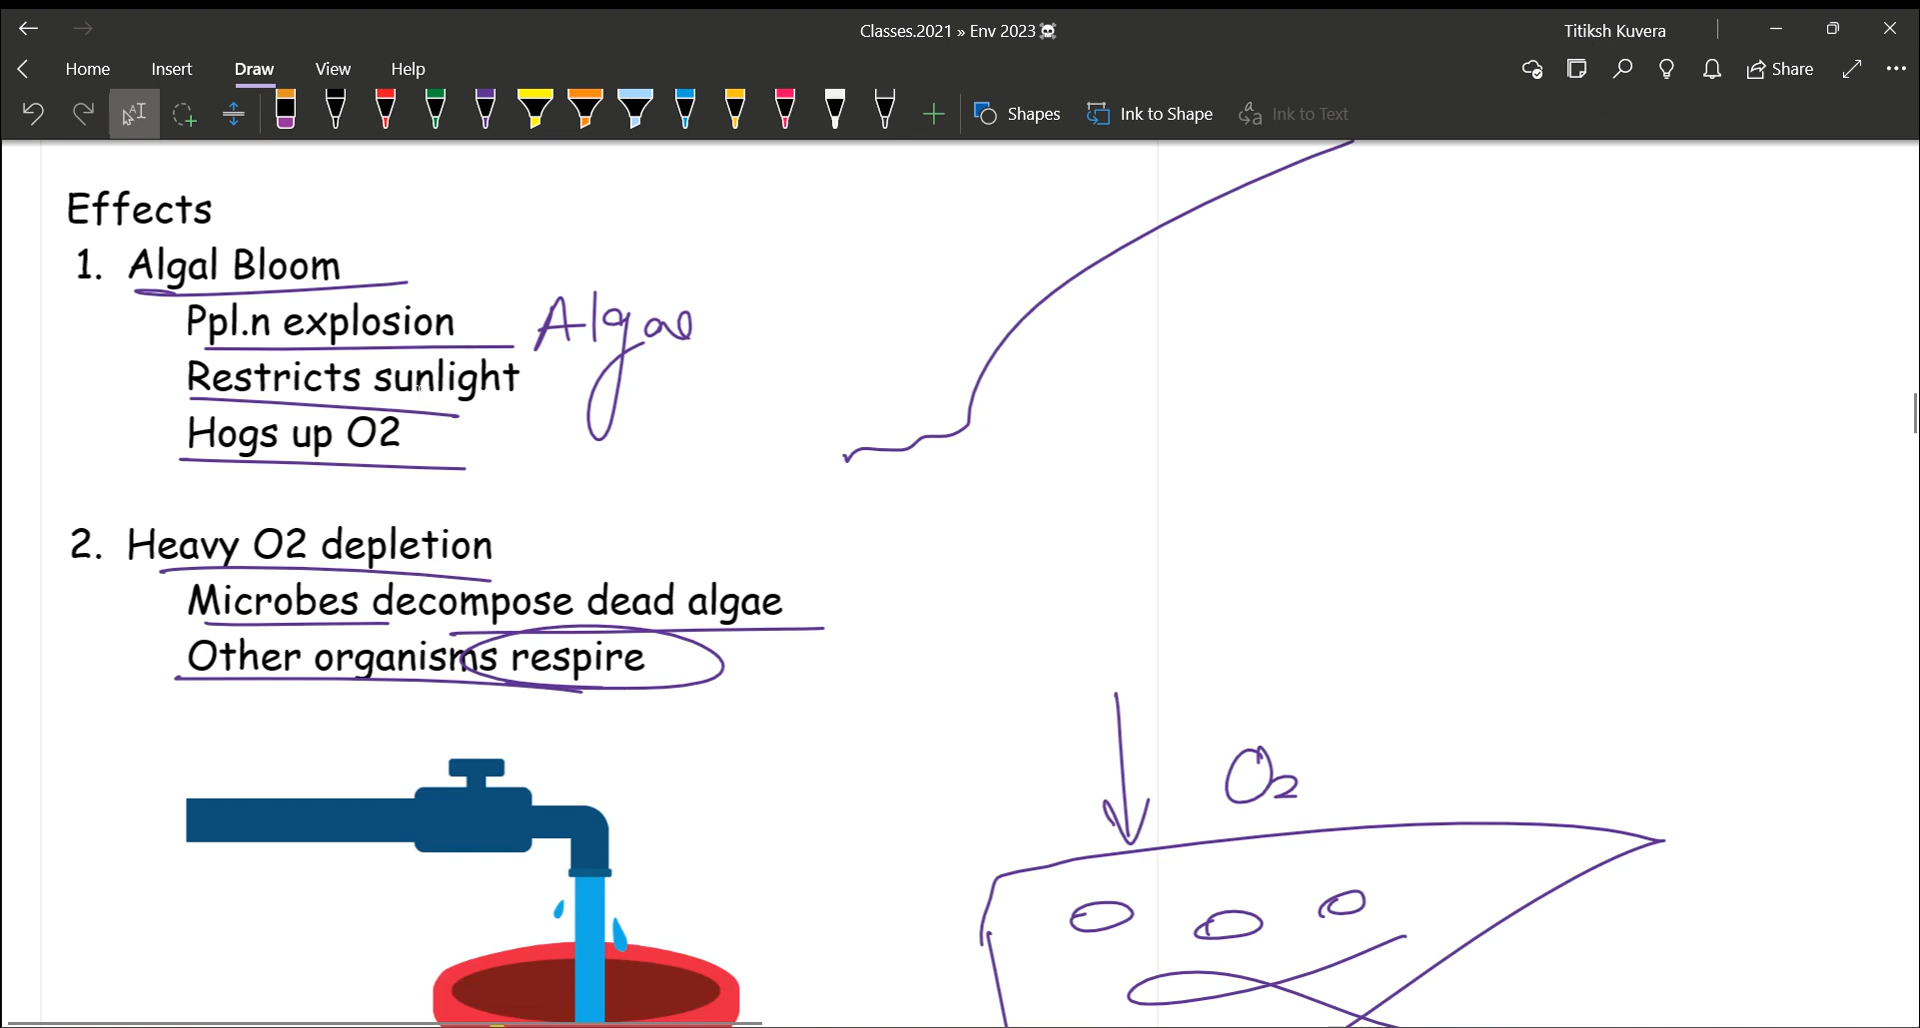 Classes.2021 » Env 2023☠
Titiksh Kuvera
Home Insert Draw View Help
Share
Shapes
Ink to Shape
Ink to Text
Effects
1. Algal Bloom
Ppl.n explosion
Algae
Restricts sunlight
Hogs up O2
2. Heavy O2 depletion
Microbes decompose dead algae
Other organisms respire
O2